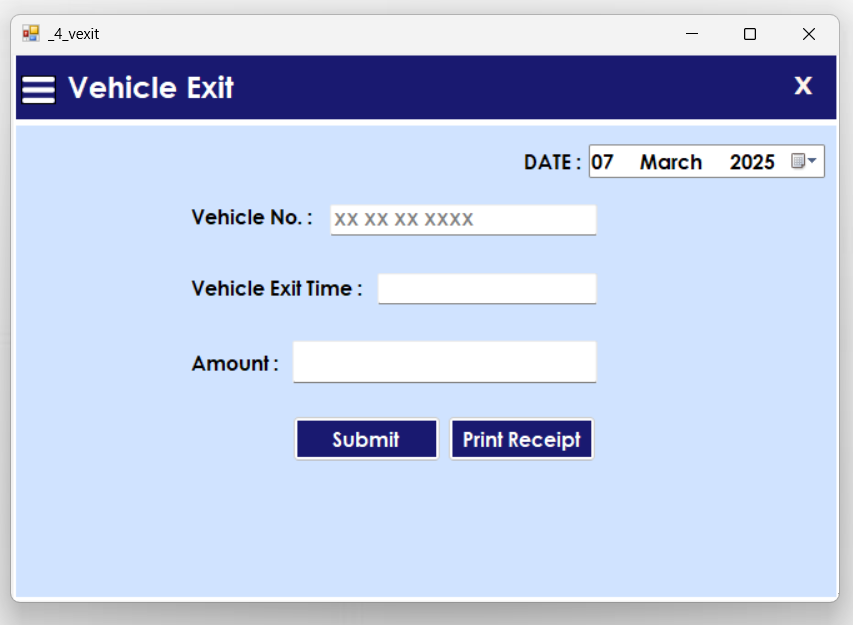 _4_vexit
Vehicle Exit X
DATE : 07 March 2025
Vehicle No. : XX XX XX XXXX
Vehicle Exit Time :
Amount :
Submit Print Receipt